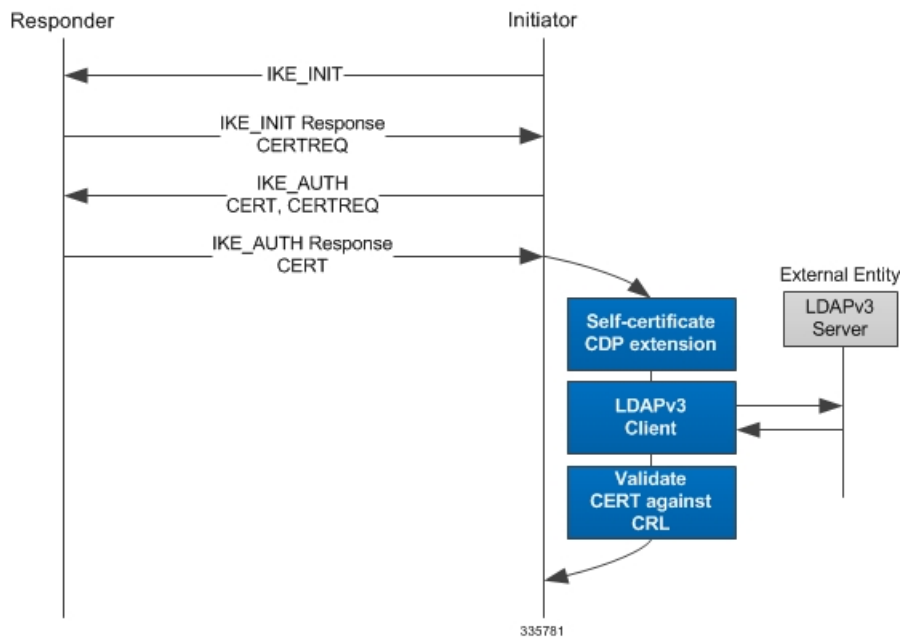 Responder
Initiator
IKE_INIT
IKE_INIT Response
CERTREQ
IKE_AUTH
CERT, CERTREQ
IKE_AUTH Response
CERT
External Entity
LDAPv3
Server
Self-certificate
CDP extension
LDAPv3
Client
Validate
CERT against
CRL
335781